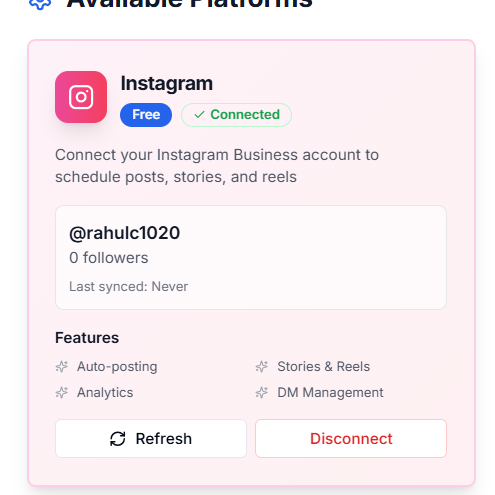 Available Platforms
Instagram
Free
Connected
Connect your Instagram Business account to
schedule posts, stories, and reels
@rahulc1020
0 followers
Last synced: Never
Features
Auto-posting
Stories & Reels
Analytics
DM Management
Refresh
Disconnect